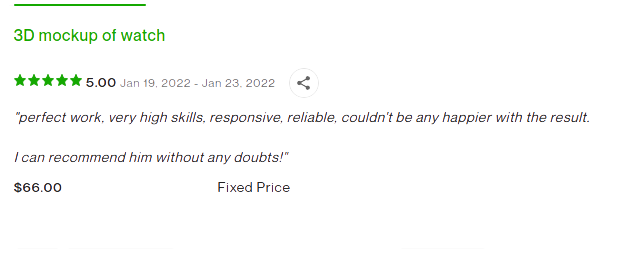 3D mockup of watch
5.00 Jan 19, 2022 - Jan 23, 2022
"perfect work, very high skills, responsive, reliable, couldn't be any happier with the result.
I can recommend him without any doubts!"
$66.00 Fixed Price